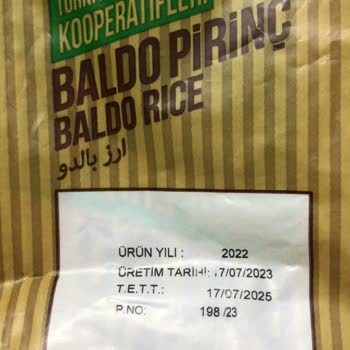 KOOPERATİFLERİ
BALDO PİRİNÇ
BALDO RICE
ارز بالدو
ÜRÜN YILI : 2022
ÜRETİM TARİHİ: 17/07/2023
T.E.T.T.: 17/07/2025
P.NO: 198/23